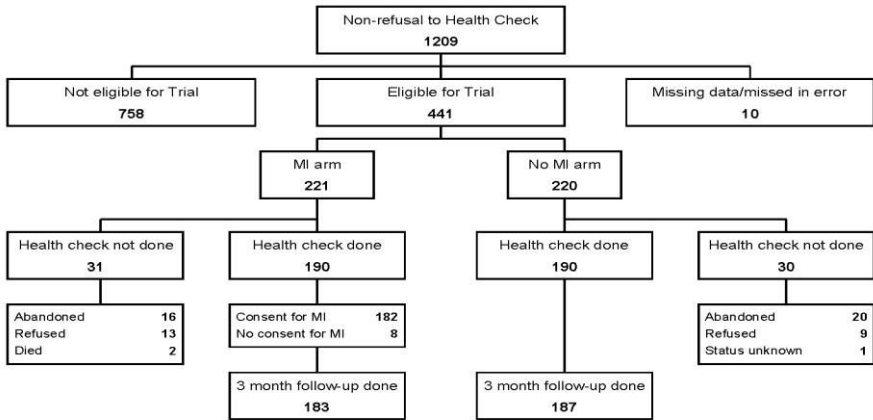 Non-refusal to Health Check
1209
Not eligible for Trial
758
Eligible for Trial
441
Missing data/missed in error
10
MI arm
221
No MI arm
220
Health check not done
31
Health check done
190
Health check done
190
Health check not done
30
Abandoned 16
Refused 13
Died 2
Consent for MI 182
No consent for MI 8
Abandoned 20
Refused 9
Status unknown 1
3 month follow-up done
183
3 month follow-up done
187